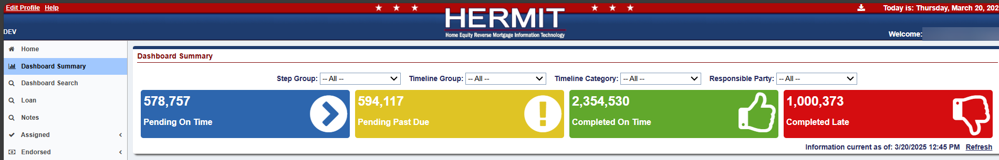 Edit Profile Help
HERMIT
Home Equity Reverse Mortgage Information Technology
Today is: Thursday, March 20, 202
DEV
Welcome:
Home
Dashboard Summary
Dashboard Search
Loan
Notes
Assigned
Endorsed
Dashboard Summary
Step Group: -- All -- Timeline Group: -- All -- Timeline Category: -- All -- Responsible Party: -- All --
578,757
Pending On Time
594,117
Pending Past Due
2,354,530
Completed On Time
1,000,373
Completed Late
Information current as of: 3/20/2025 12:45 PM Refresh